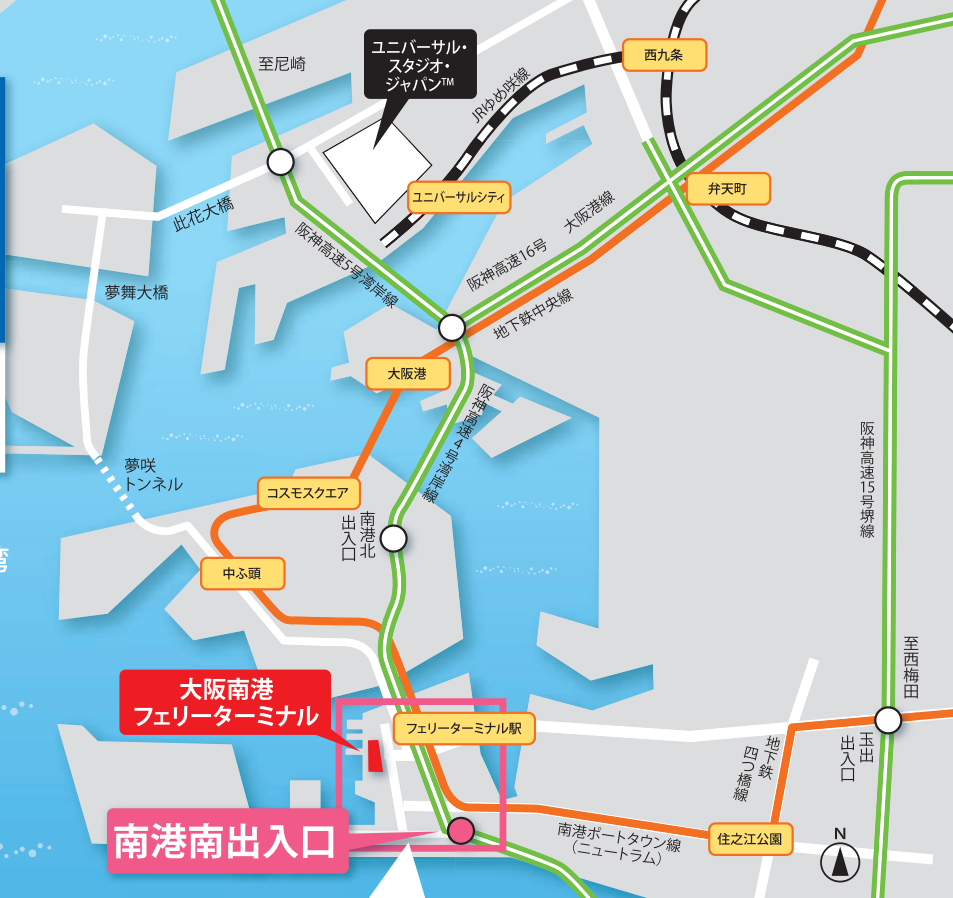 至尼崎
ユニバーサル・
スタジオ・
ジャパン™
JRゆめ咲線
西九条
ユニバーサルシティ
弁天町
此花大橋
阪神高速5号湾岸線
大阪港線
阪神高速16号
夢舞大橋
地下鉄中央線
大阪港
阪神高速4号湾岸線
阪神高速15号堺線
夢咲
トンネル
コスモスクエア
南港北
出入口
湾
中ふ頭
至西梅田
大阪南港
フェリーターミナル
フェリーターミナル駅
玉出
出入口
地下鉄
四つ橋線
南港南出入口
南港ポートタウン線
（ニュートラム）
住之江公園
N